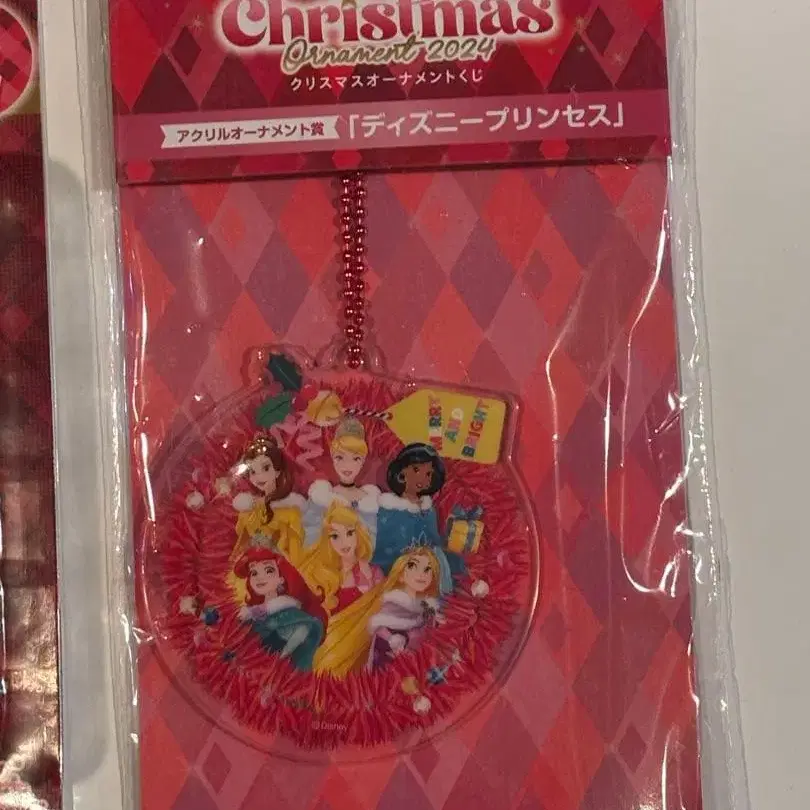 Christmas
Ornament 2024
クリスマスオーナメントくじ
アクリルオーナメント賞
「ディズニープリンセス」
MERRY
AND
BRIGHT
©Disney